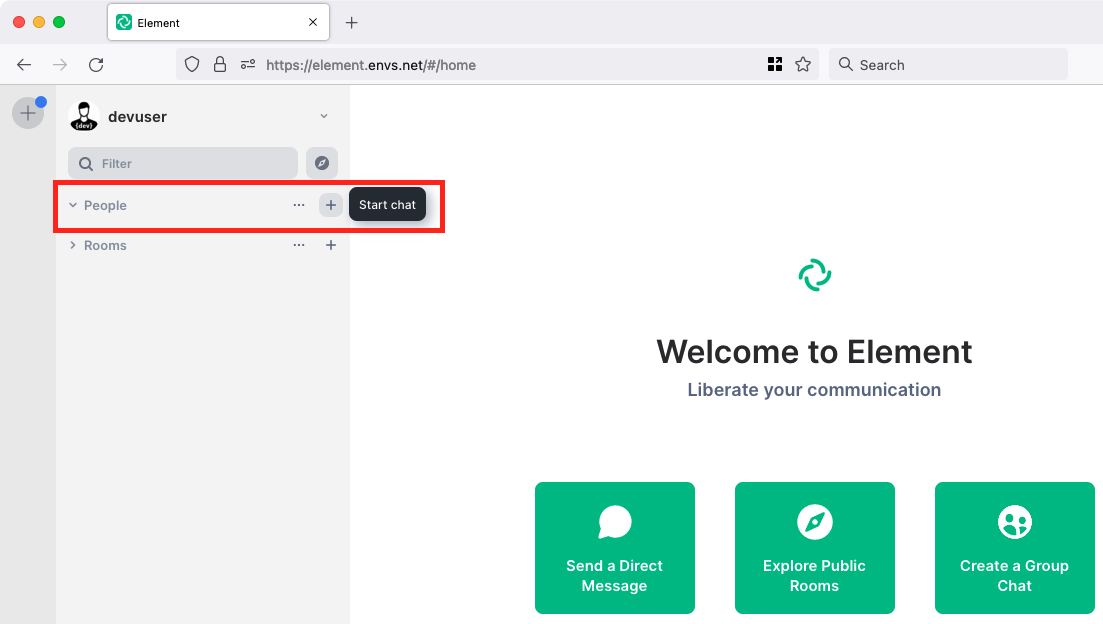 Element
https://element.envs.net/#/home
Search
devuser
{dev}
Filter
People
Start chat
Rooms
Welcome to Element
Liberate your communication
Send a Direct
Message
Explore Public
Rooms
Create a Group
Chat